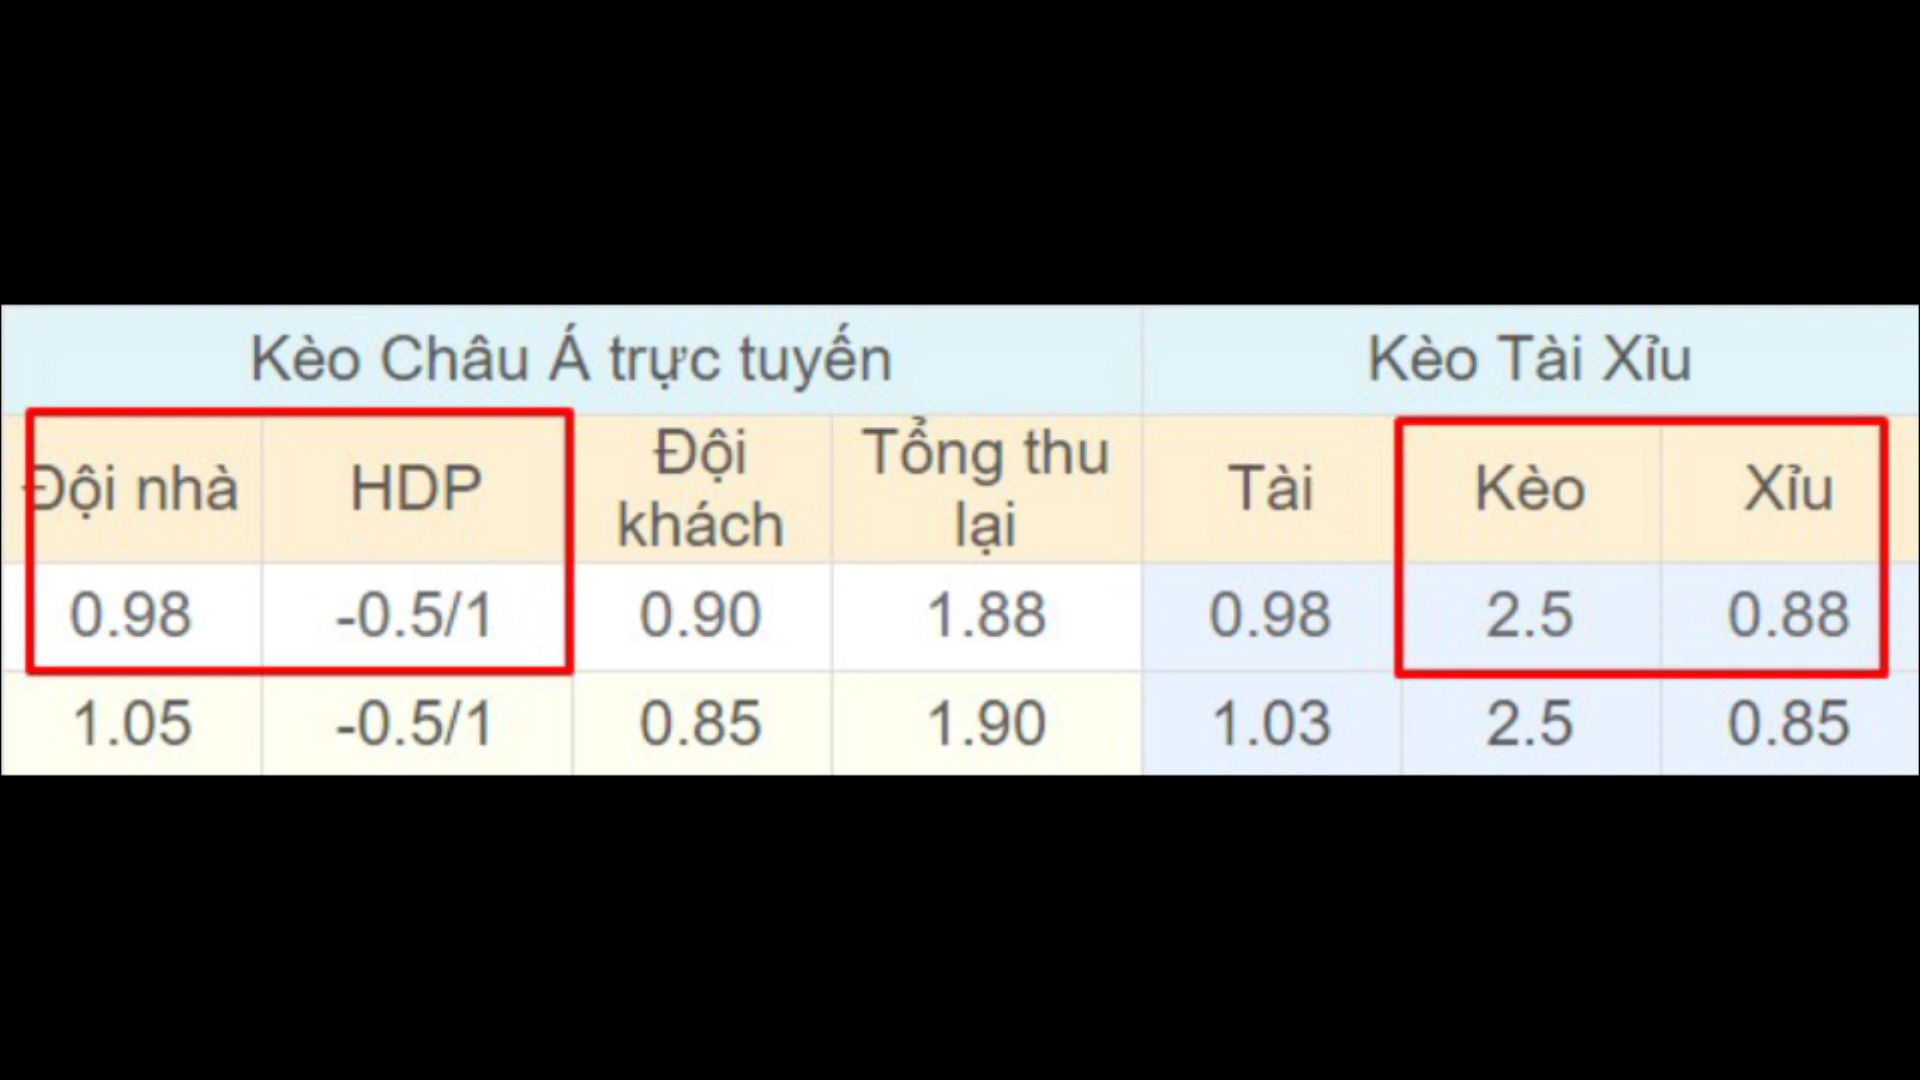 Kèo Châu Á trực tuyến Kèo Tài Xỉu
Đội nhà HDP Đội khách Tổng thu lại Tài Kèo Xỉu
0.98 -0.5/1 0.90 1.88 0.98 2.5 0.88
1.05 -0.5/1 0.85 1.90 1.03 2.5 0.85